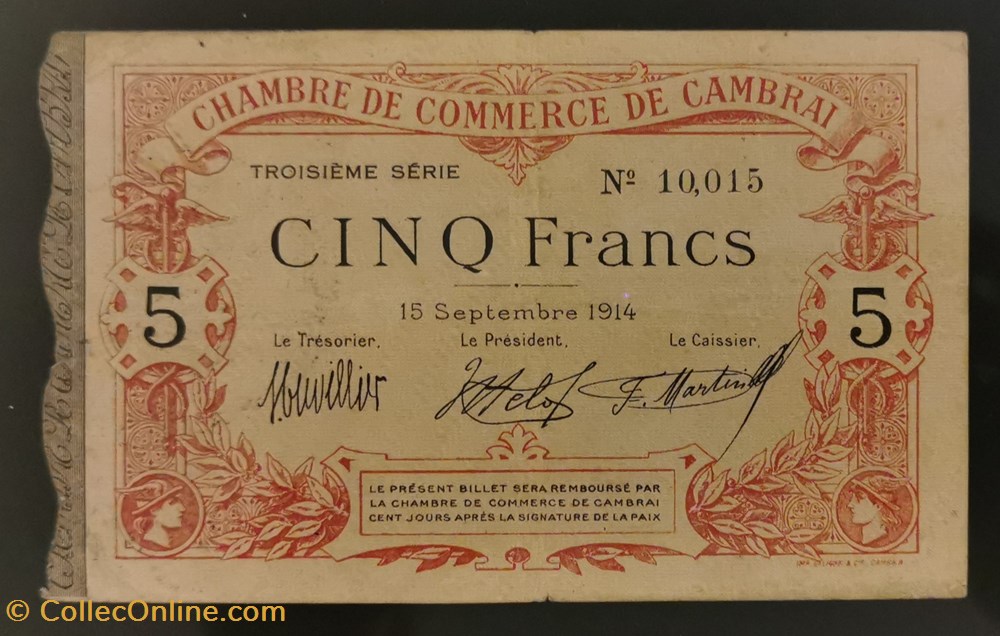 CHAMBRE DE COMMERCE DE CAMBRAI
TROISIÈME SÉRIE
Nº 10,015
CINQ Francs
15 Septembre 1914
Le Trésorier,
Le Président,
Le Caissier,
F. Martin
5
5
LE PRÉSENT BILLET SERA REMBOURSÉ PAR
LA CHAMBRE DE COMMERCE DE CAMBRAI
CENT JOURS APRÈS LA SIGNATURE DE LA PAIX
© CollecOnline.com